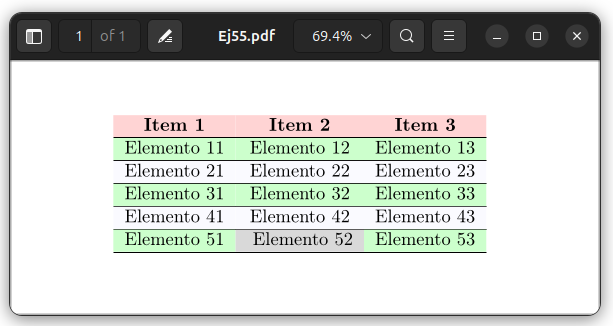 1 of 1 Ej55.pdf 69.4%
Item 1 Item 2 Item 3
Elemento 11 Elemento 12 Elemento 13
Elemento 21 Elemento 22 Elemento 23
Elemento 31 Elemento 32 Elemento 33
Elemento 41 Elemento 42 Elemento 43
Elemento 51 Elemento 52 Elemento 53